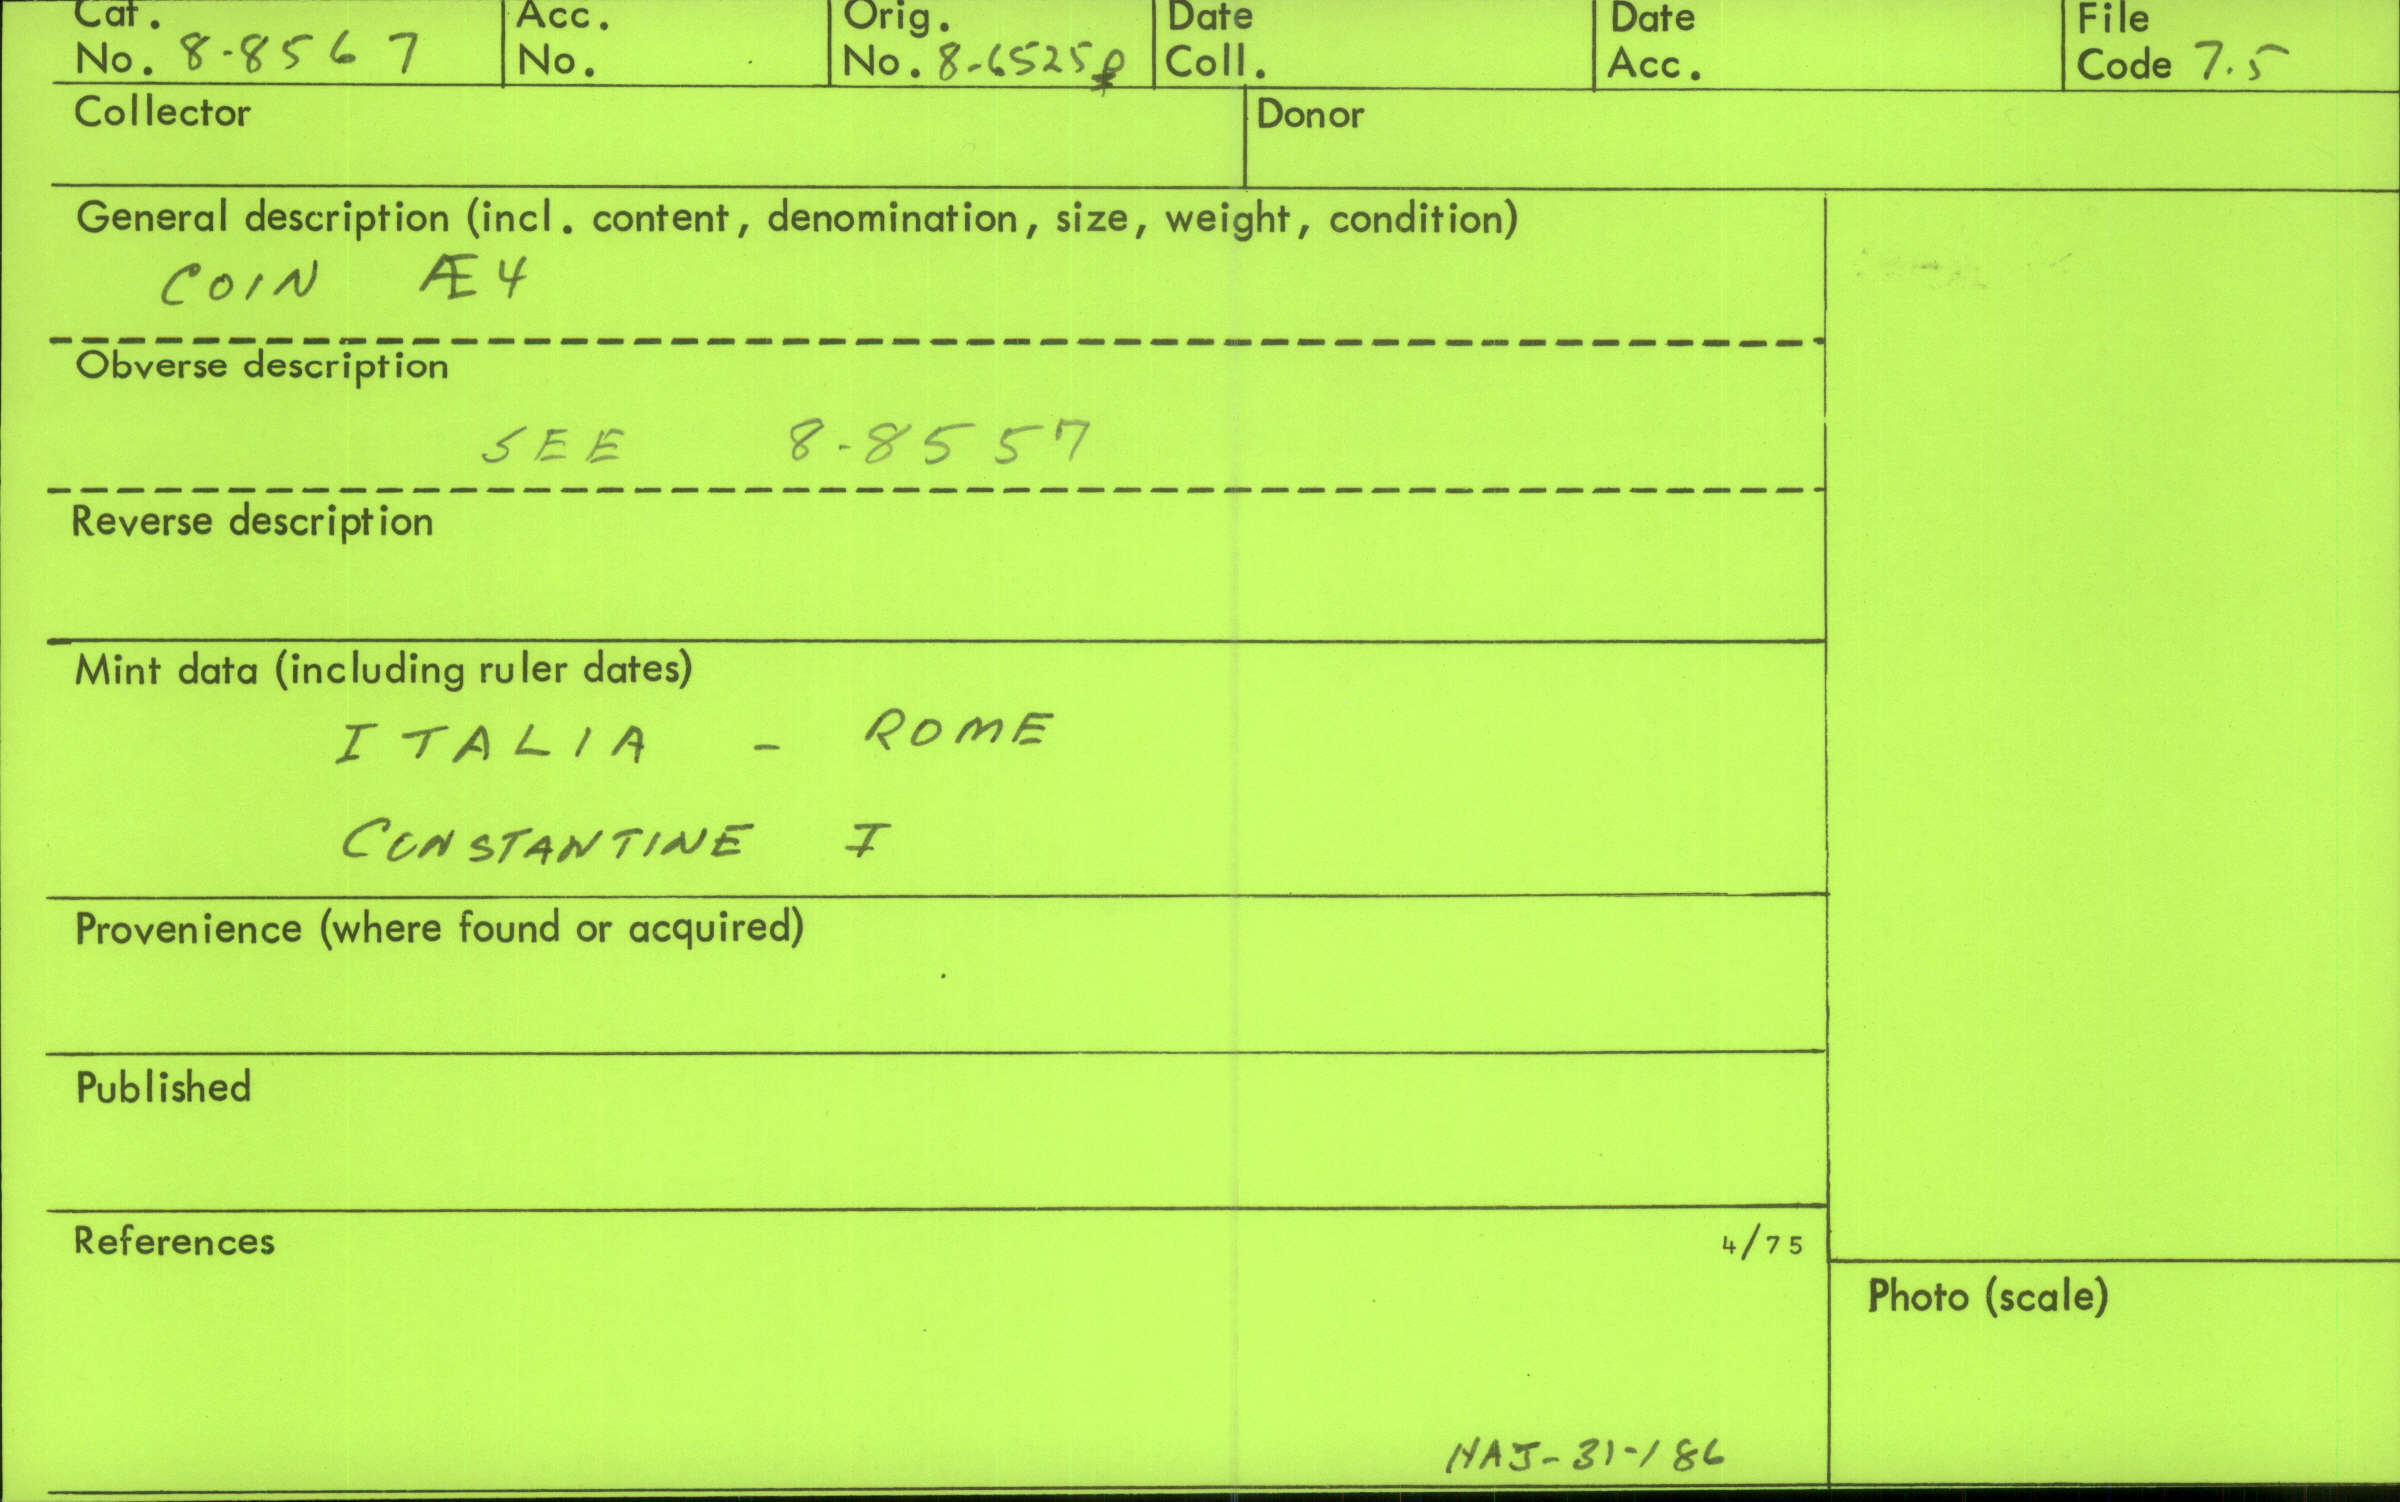 Cat. No. 8-8567
Acc. No.
Orig. No. 8-6525
Date Coll.
Date Acc.
File Code 7.5
Collector
Donor
General description (incl. content, denomination, size, weight, condition)
COIN Æ4
Obverse description
SEE 8-8557
Reverse description
Mint data (including ruler dates)
ITALIA - ROME
CONSTANTINE I
Provenience (where found or acquired)
Published
References
4/75
Photo (scale)
HAJ-31-186